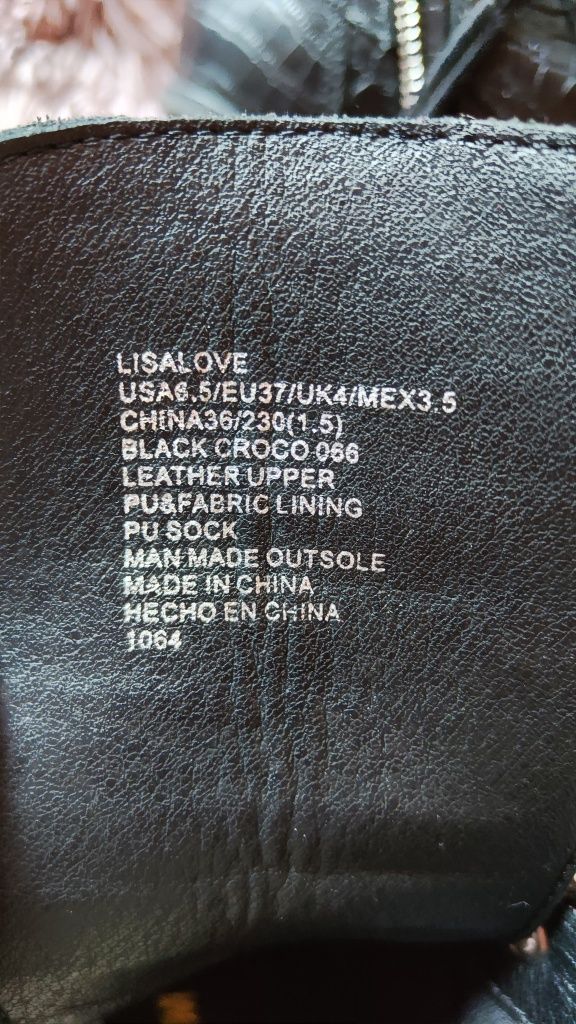 LISALOVE
USA6.5/EU37/UK4/MEX3.5
CHINA36/230(1.5)
BLACK CROCO 066
LEATHER UPPER
PU&FABRIC LINING
PU SOCK
MAN MADE OUTSOLE
MADE IN CHINA
HECHO EN CHINA
1064